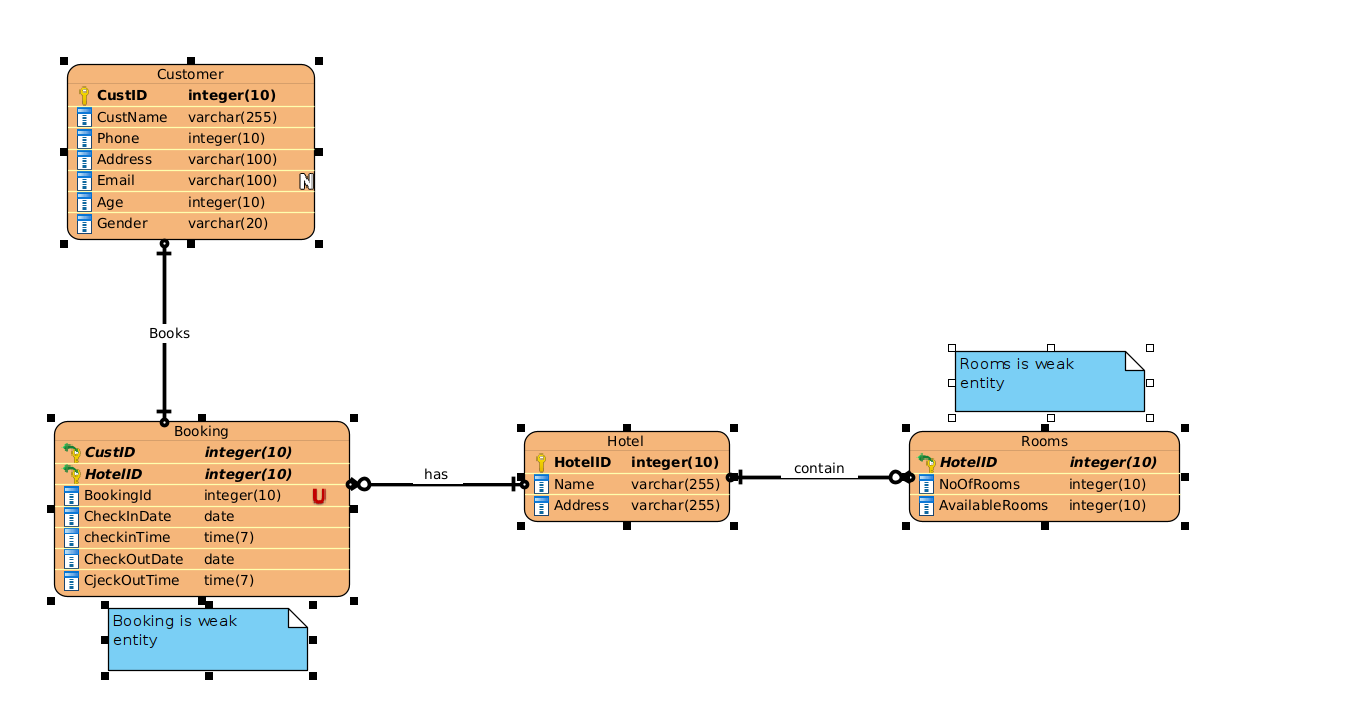 Customer
CustID integer(10)
CustName varchar(255)
Phone integer(10)
Address varchar(100)
Email varchar(100) N
Age integer(10)
Gender varchar(20)
Books
Rooms is weak
entity
Booking
CustID integer(10)
HotelID integer(10)
BookingId integer(10) U
CheckInDate date
checkinTime time(7)
CheckOutDate date
CjeckOutTime time(7)
has
Hotel
HotelID integer(10)
Name varchar(255)
Address varchar(255)
contain
Rooms
HotelID integer(10)
NoOfRooms integer(10)
AvailableRooms integer(10)
Booking is weak
entity